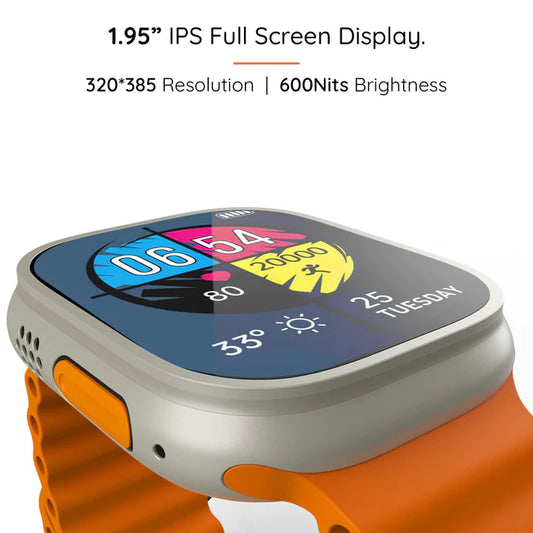 1.95” IPS Full Screen Display.
320*385 Resolution | 600Nits Brightness
06 54
20000
80
33° 25
TUESDAY